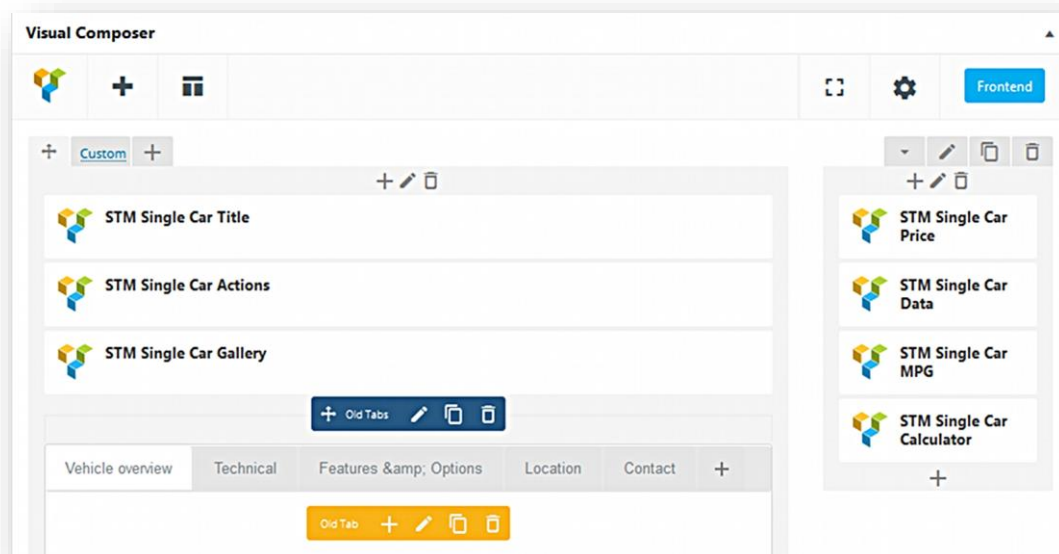 Visual Composer
Frontend
Custom
STM Single Car Title
STM Single Car Actions
STM Single Car Gallery
Old Tabs
Vehicle overview Technical Features &amp; Options Location Contact
Old Tab
STM Single Car
Price
STM Single Car
Data
STM Single Car
MPG
STM Single Car
Calculator